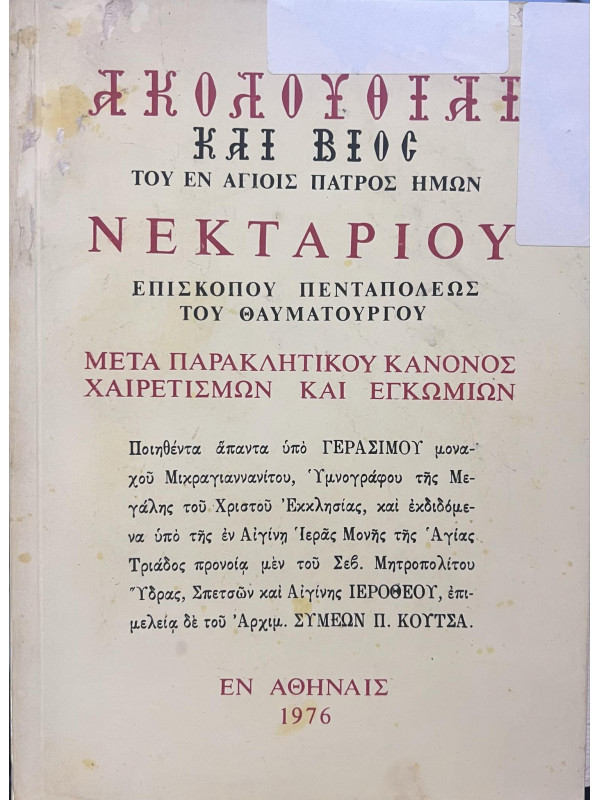 ΑΚΟΛΟΥΘΙΑΙ
ΚΑΙ ΒΙΟΣ
ΤΟΥ ΕΝ ΑΓΙΟΙΣ ΠΑΤΡΟΣ ΗΜΩΝ
ΝΕΚΤΑΡΙΟΥ
ΕΠΙΣΚΟΠΟΥ ΠΕΝΤΑΠΟΛΕΩΣ
ΤΟΥ ΘΑΥΜΑΤΟΥΡΓΟΥ
ΜΕΤΑ ΠΑΡΑΚΛΗΤΙΚΟΥ ΚΑΝΟΝΟΣ
ΧΑΙΡΕΤΙΣΜΩΝ ΚΑΙ ΕΓΚΩΜΙΩΝ
Ποιηθέντα ἅπαντα ὑπὸ ΓΕΡΑΣΙΜΟΥ μονα-
χοῦ Μικραγιαννανίτου, Ὑμνογράφου τῆς Με-
γάλης τοῦ Χριστοῦ Ἐκκλησίας, καὶ ἐκδιδόμε-
να ὑπὸ τῆς ἐν Αἰγίνῃ Ἱερᾶς Μονῆς τῆς Ἁγίας
Τριάδος προνοίᾳ μὲν τοῦ Σεβ. Μητροπολίτου
Ὕδρας, Σπετσῶν καὶ Αἰγίνης ΙΕΡΟΘΕΟΥ, ἐπι-
μελείᾳ δὲ τοῦ Ἀρχιμ. ΣΥΜΕΩΝ Π. ΚΟΥΤΣΑ.
ΕΝ ΑΘΗΝΑΙΣ
1976